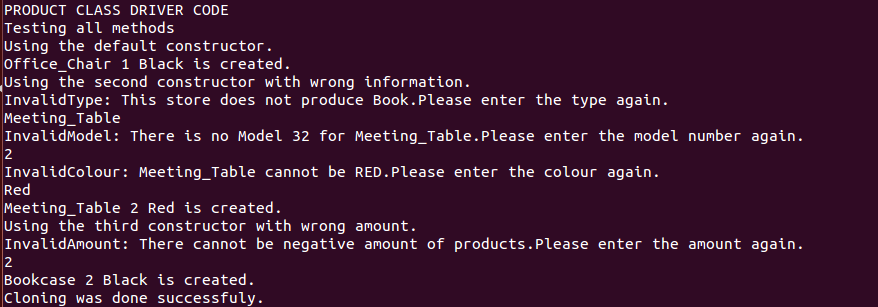 PRODUCT CLASS DRIVER CODE
Testing all methods
Using the default constructor.
Office_Chair 1 Black is created.
Using the second constructor with wrong information.
InvalidType: This store does not produce Book.Please enter the type again.
Meeting_Table
InvalidModel: There is no Model 32 for Meeting_Table.Please enter the model number again.
2
InvalidColour: Meeting_Table cannot be RED.Please enter the colour again.
Red
Meeting_Table 2 Red is created.
Using the third constructor with wrong amount.
InvalidAmount: There cannot be negative amount of products.Please enter the amount again.
2
Bookcase 2 Black is created.
Cloning was done successfuly.